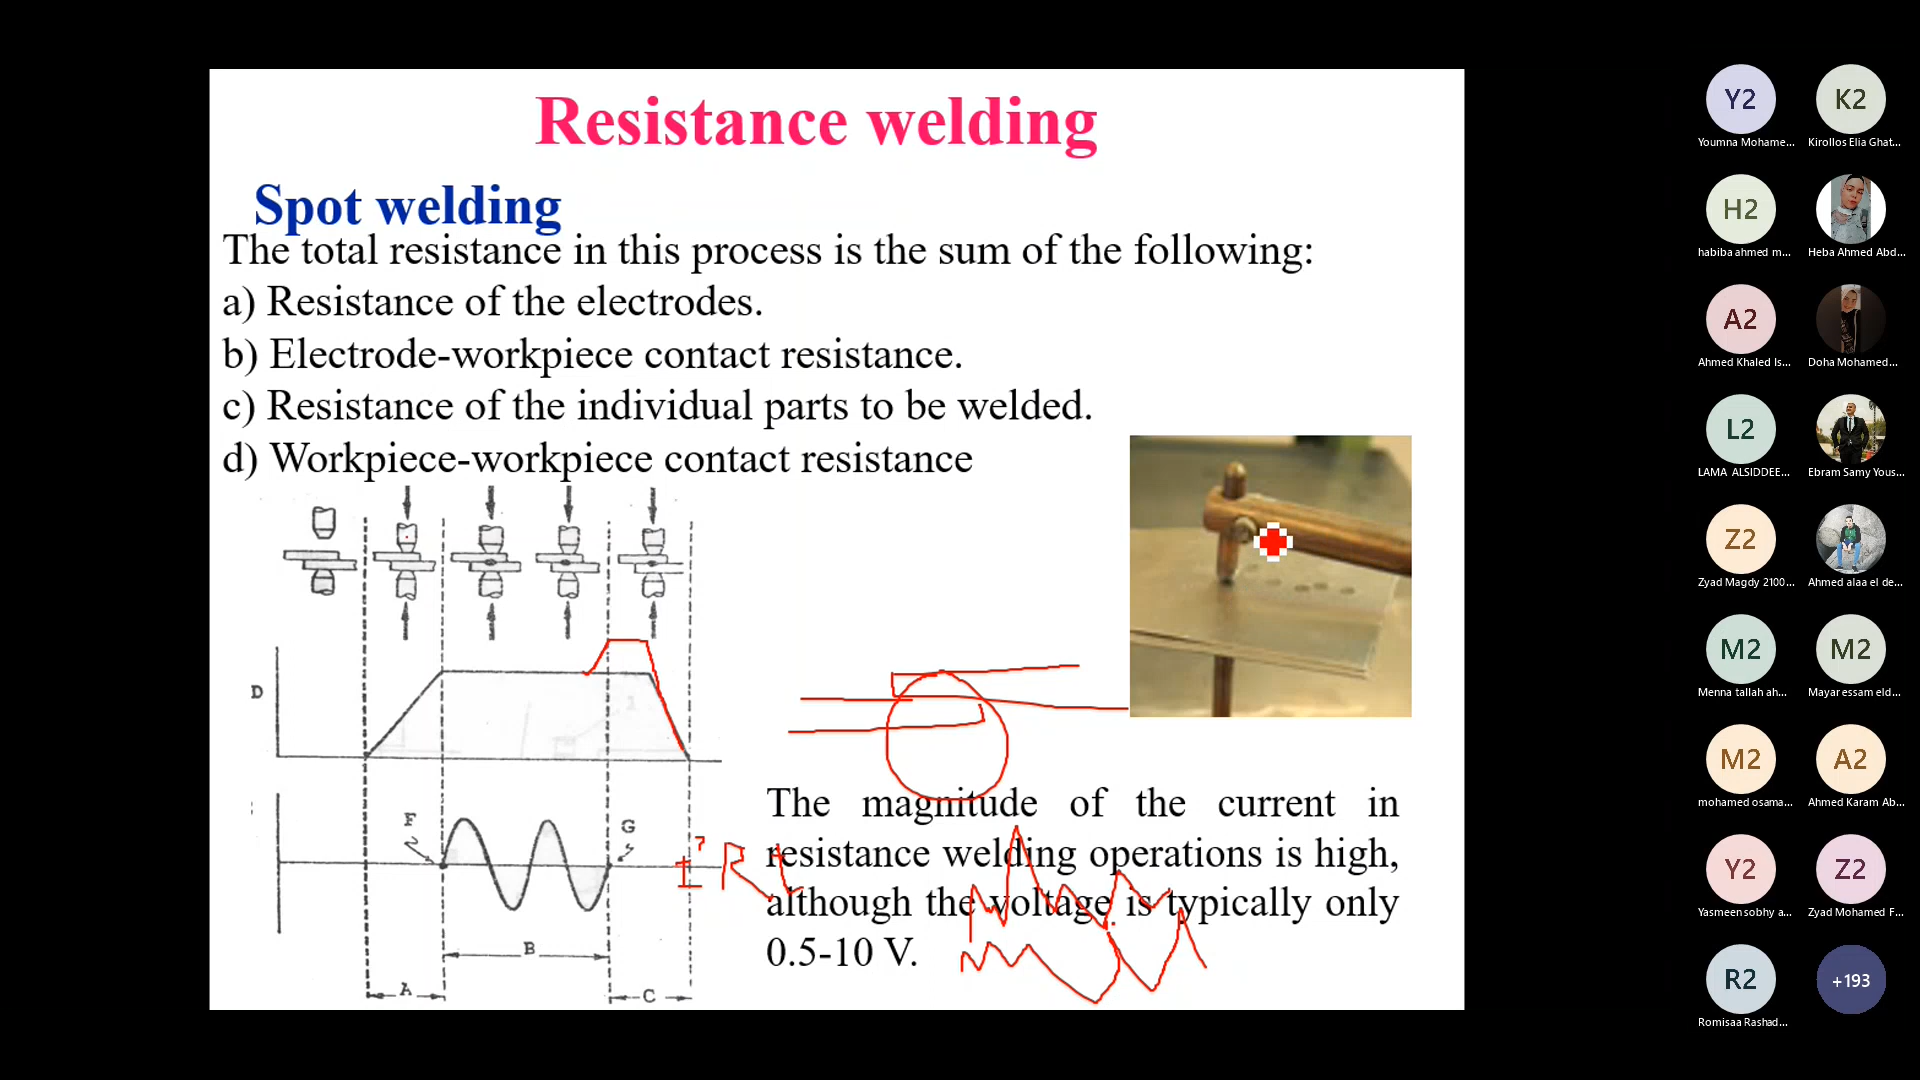 Resistance welding
Spot welding
The total resistance in this process is the sum of the following:
a) Resistance of the electrodes.
b) Electrode-workpiece contact resistance.
c) Resistance of the individual parts to be welded.
d) Workpiece-workpiece contact resistance
D
F
G
B
A
C
I² R t
The magnitude of the current in
resistance welding operations is high,
although the voltage is typically only
0.5-10 V.
Y2
Youmna Mohame...
K2
Kirollos Elia Ghat...
H2
habiba ahmed m...
Heba Ahmed Abd...
A2
Ahmed Khaled Is...
Doha Mohamed...
L2
LAMA ALSIDDEE...
Ebram Samy Yous...
Z2
Zyad Magdy 2100...
Ahmed alaa el de...
M2
Menna tallah ah...
M2
Mayar essam eld...
M2
mohamed osama...
A2
Ahmed Karam Ab...
Y2
Yasmeen sobhy a...
Z2
Zyad Mohamed F...
R2
Romisaa Rashad...
+193